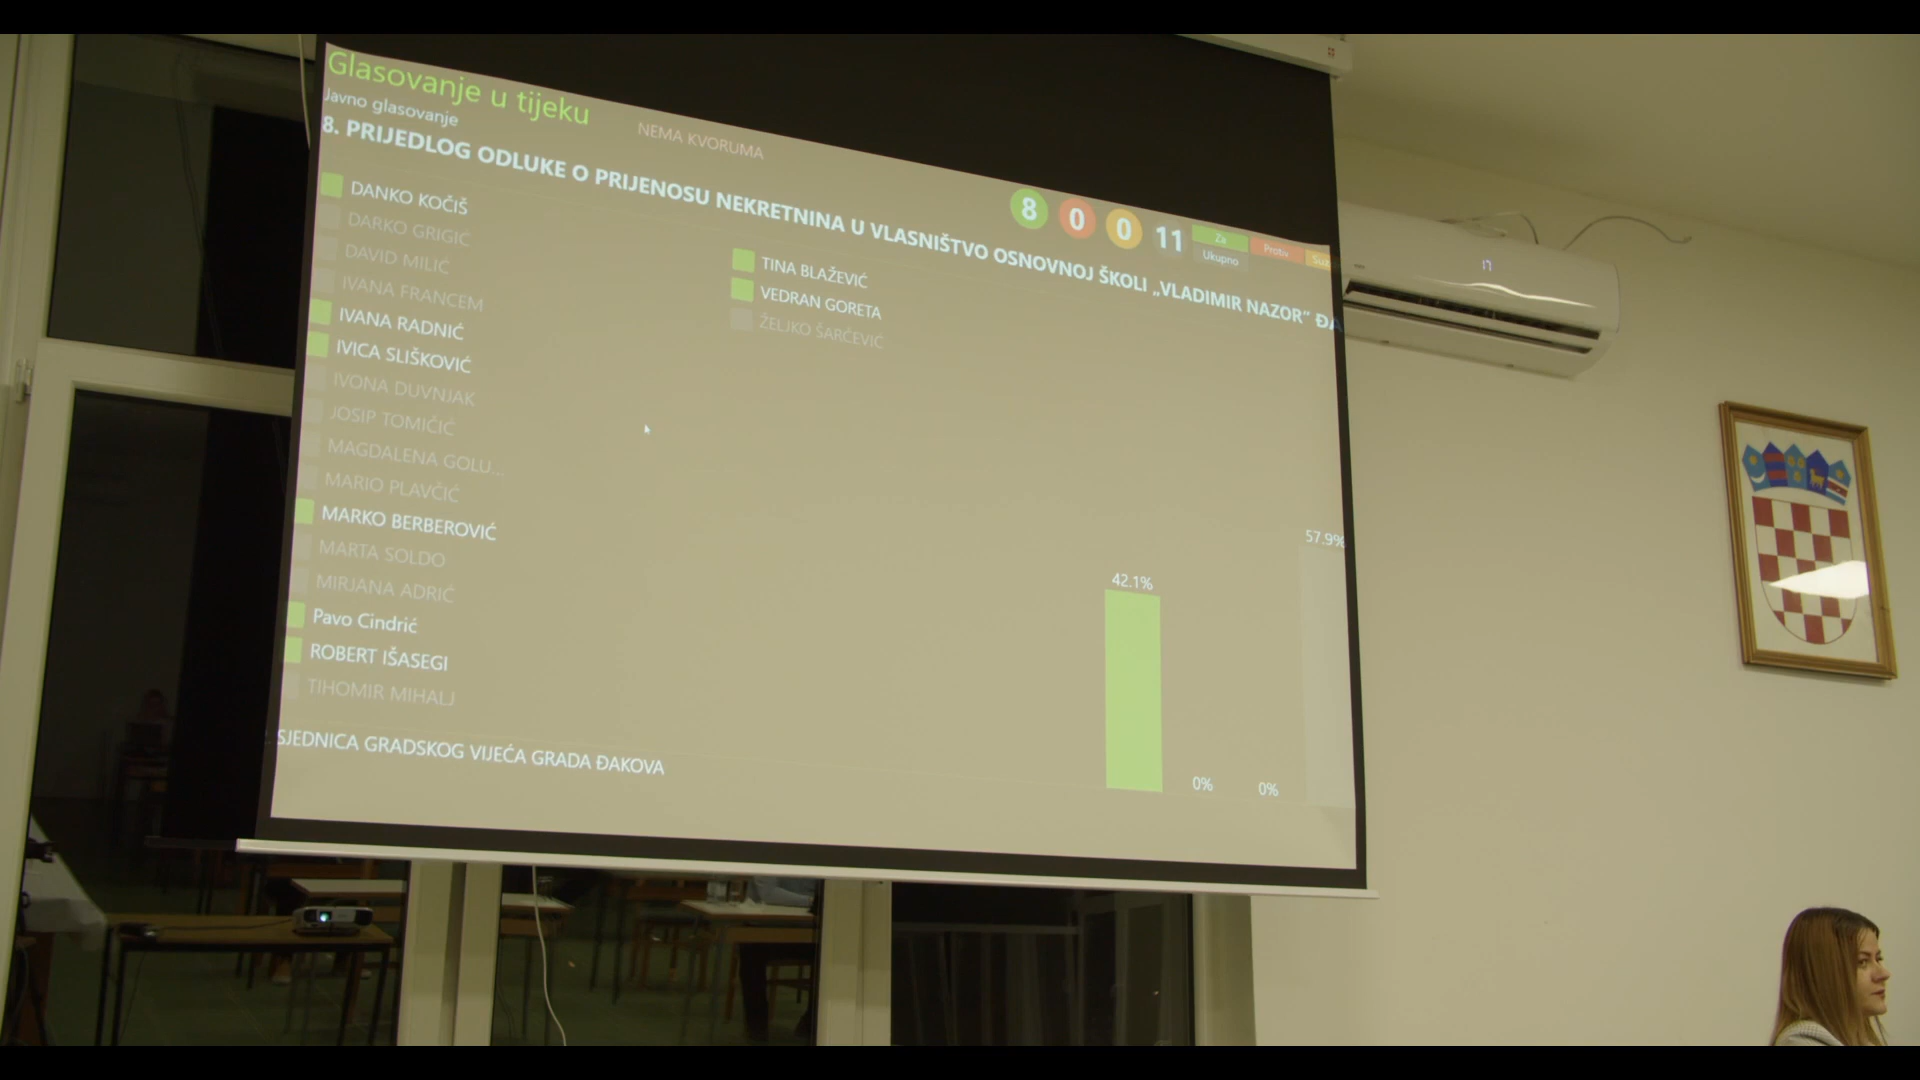 Glasovanje u tijeku
Javno glasovanje
NEMA KVORUMA
8. PRIJEDLOG ODLUKE O PRIJENOSU NEKRETNINA U VLASNIŠTVO OSNOVNOJ ŠKOLI „VLADIMIR NAZOR“ ĐA
8 0 0 11
Za Protiv
Ukupno
DANKO KOČIŠ
DARKO GRIGIĆ
DAVID MILIĆ
IVANA FRANCEM
IVANA RADNIĆ
IVICA SLIŠKOVIĆ
IVONA DUVNJAK
JOSIP TOMIČIĆ
MAGDALENA GOLU...
MARIO PLAVČIĆ
MARKO BERBEROVIĆ
MARTA SOLDO
MIRJANA ADRIĆ
Pavo Cindrić
ROBERT IŠASEGI
TIHOMIR MIHALJ
TINA BLAŽEVIĆ
VEDRAN GORETA
ŽELJKO ŠARČEVIĆ
42.1%
0%
0%
57.9%
SJEDNICA GRADSKOG VIJEĆA GRADA ĐAKOVA
17